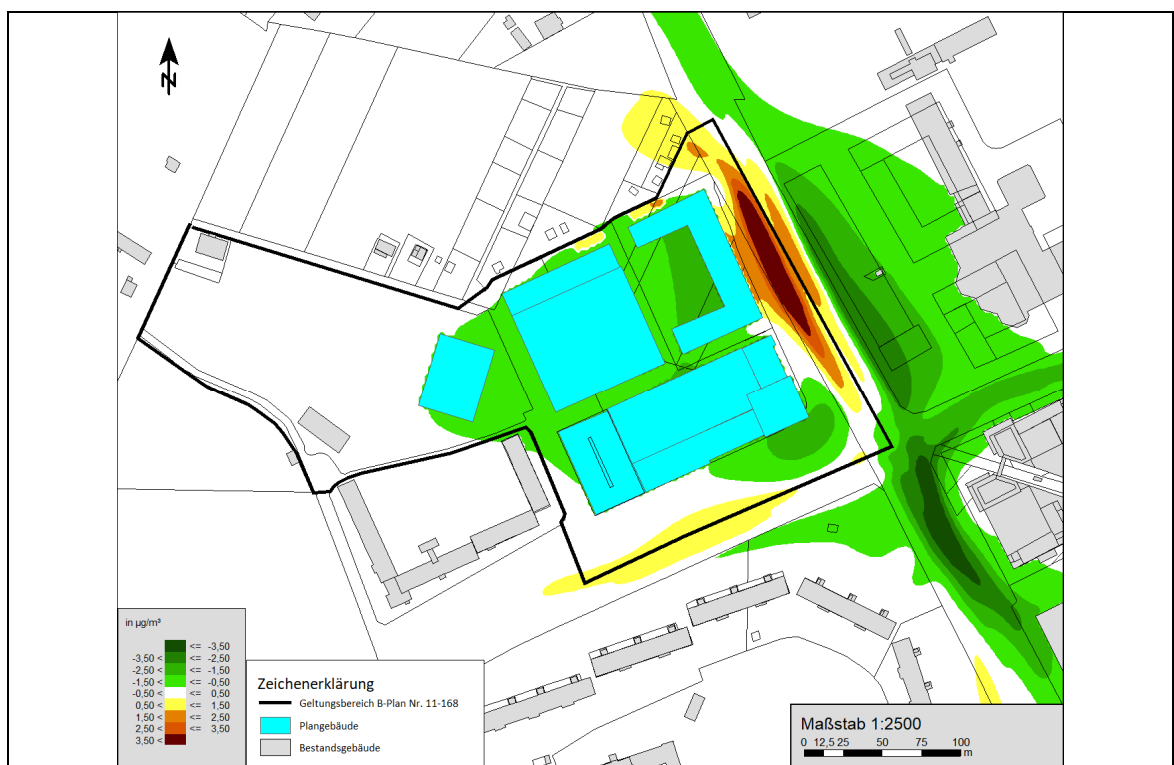 N
in µg/m³
<= -3,50
-3,50 < <= -2,50
-2,50 < <= -1,50
-1,50 < <= -0,50
-0,50 < <= 0,50
0,50 < <= 1,50
1,50 < <= 2,50
2,50 < <= 3,50
3,50 <
Zeichenerklärung
Geltungsbereich B-Plan Nr. 11-168
Plangebäude
Bestandsgebäude
Maßstab 1:2500
0 12,5 25 50 75 100
m